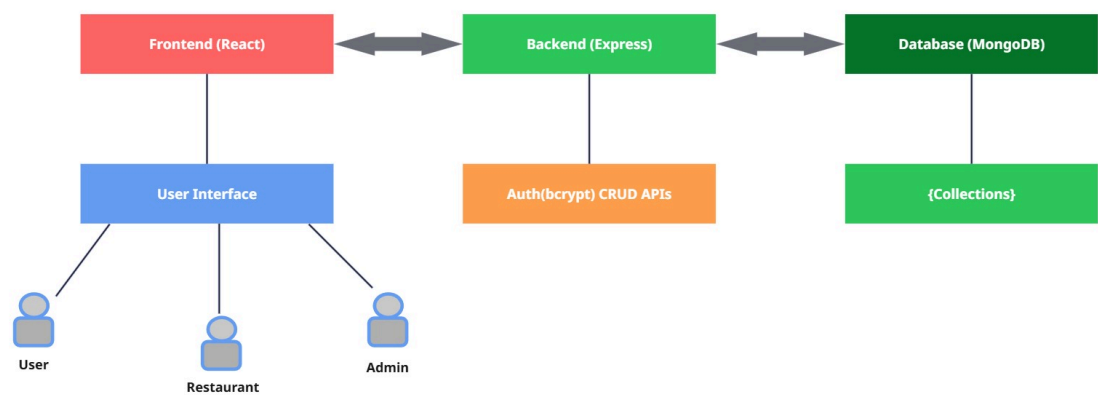 Frontend (React)
Backend (Express)
Database (MongoDB)
User Interface
Auth(bcrypt) CRUD APIs
{Collections}
User
Restaurant
Admin